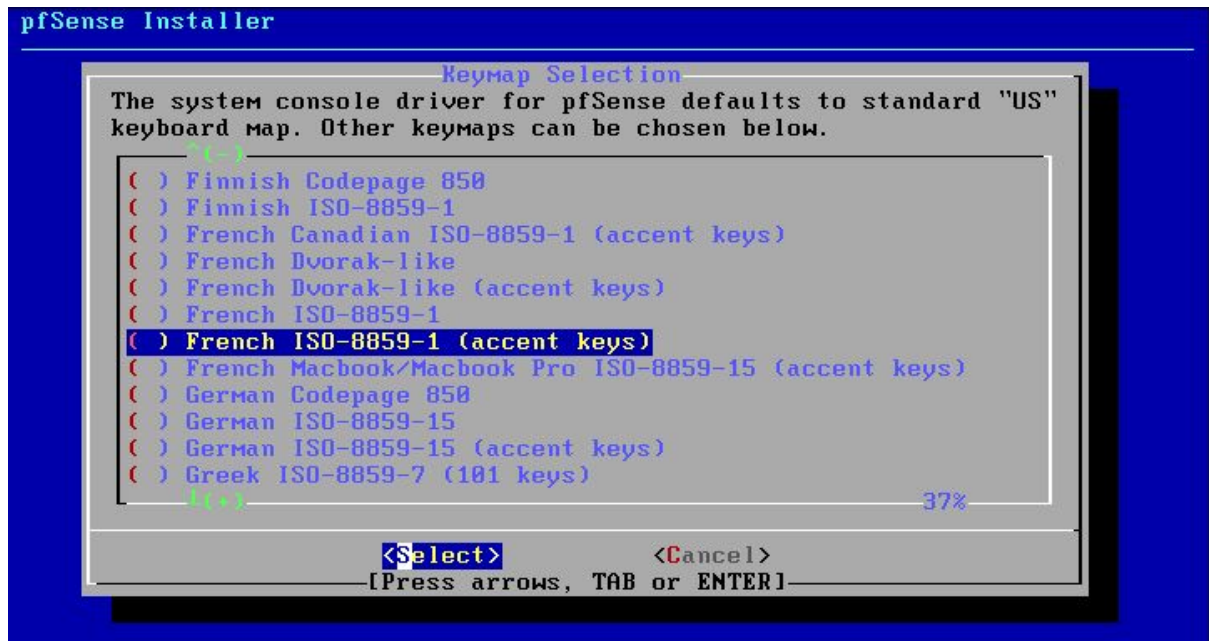 pfSense Installer
Keymap Selection
The system console driver for pfSense defaults to standard "US"
keyboard map. Other keymaps can be chosen below.
^(-)
( ) Finnish Codepage 850
( ) Finnish ISO-8859-1
( ) French Canadian ISO-8859-1 (accent keys)
( ) French Dvorak-like
( ) French Dvorak-like (accent keys)
( ) French ISO-8859-1
( ) French ISO-8859-1 (accent keys)
( ) French Macbook/Macbook Pro ISO-8859-15 (accent keys)
( ) German Codepage 850
( ) German ISO-8859-15
( ) German ISO-8859-15 (accent keys)
( ) Greek ISO-8859-7 (101 keys)
↓(+) 37%
<Select> <Cancel>
[Press arrows, TAB or ENTER]